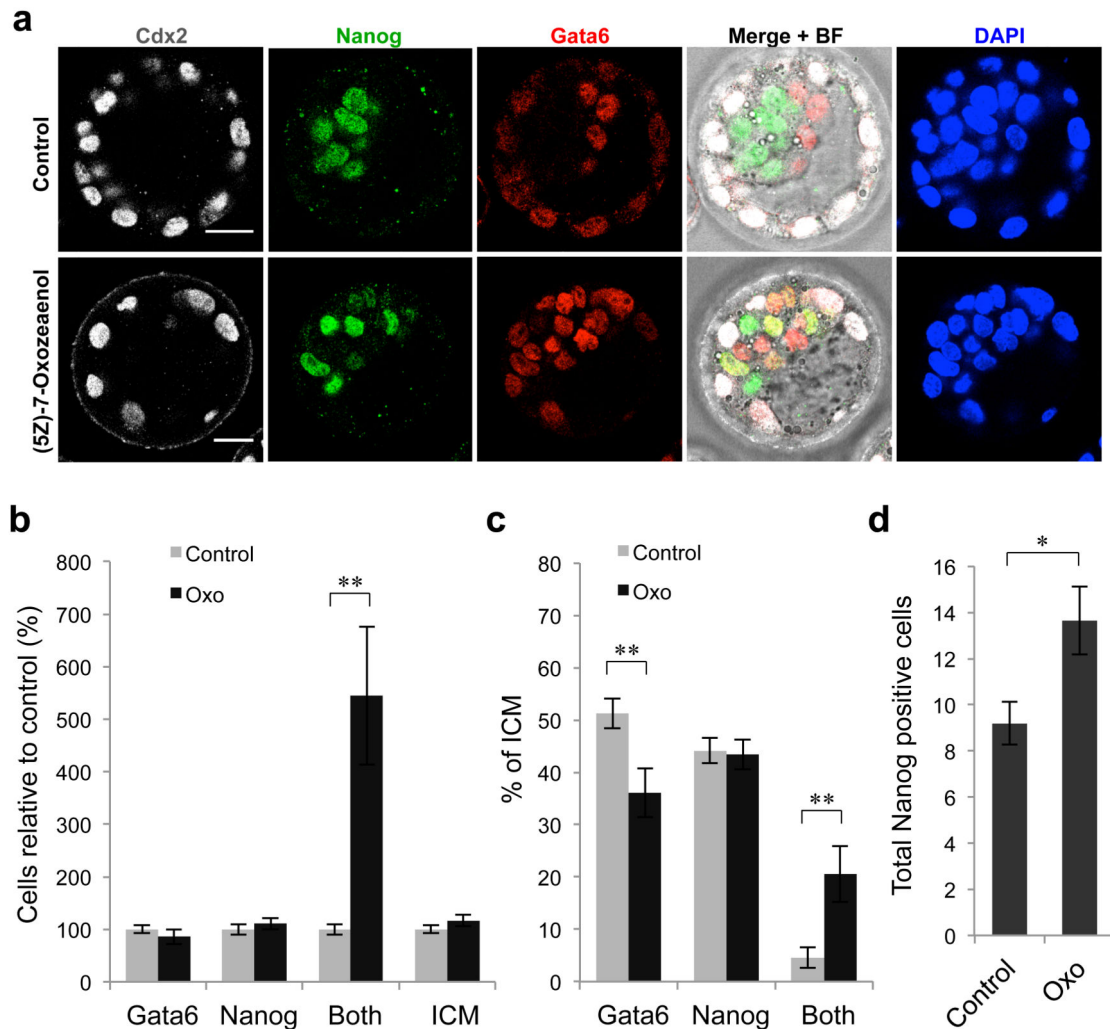 a
Cdx2 Nanog Gata6 Merge + BF DAPI
Control
(5Z)-7-Oxozeaenol
b
Control
Oxo
**
Cells relative to control (%)
800
700
600
500
400
300
200
100
0
Gata6 Nanog Both ICM
c
Control
Oxo
**
**
% of ICM
80
70
60
50
40
30
20
10
0
Gata6 Nanog Both
d
*
Total Nanog positive cells
16
14
12
10
8
6
4
2
0
Control Oxo